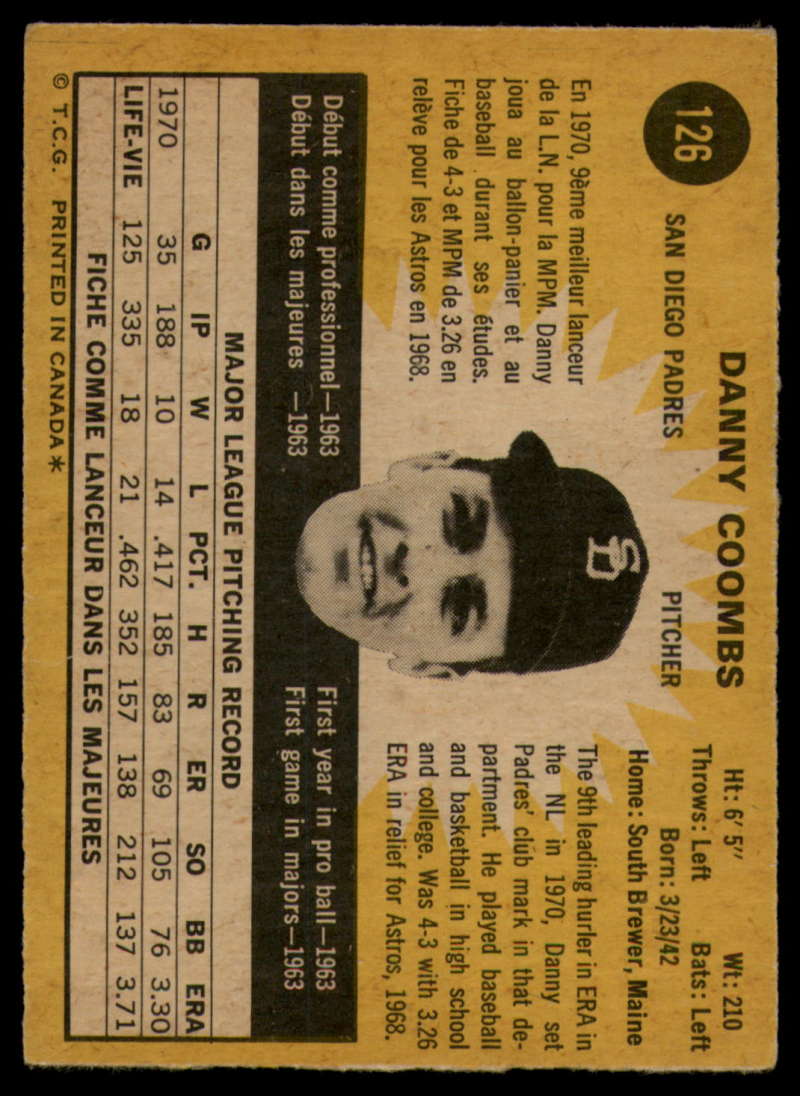 126
DANNY COOMBS
SAN DIEGO PADRES PITCHER
Ht: 6' 5" Wt: 210
Throws: Left Bats: Left
Born: 3/23/42
Home: South Brewer, Maine
En 1970, 9ème meilleur lanceur
de la L.N. pour la MPM. Danny
joua au ballon-panier et au
baseball durant ses études.
Fiche de 4-3 et MPM de 3.26 en
relève pour les Astros en 1968.
SD
The 9th leading hurler in ERA in
the NL in 1970, Danny set
Padres' club mark in that de-
partment. He played baseball
and basketball in high school
and college. Was 4-3 with 3.26
ERA in relief for Astros, 1968.
Début comme professionnel—1963
Début dans les majeures —1963
First year in pro ball—1963
First game in majors—1963
MAJOR LEAGUE PITCHING RECORD
G IP W L PCT. H R ER SO BB ERA
1970 35 188 10 14 .417 185 83 69 105 76 3.30
LIFE-VIE 125 335 18 21 .462 352 157 138 212 137 3.71
FICHE COMME LANCEUR DANS LES MAJEURES
© T.C.G. PRINTED IN CANADA*